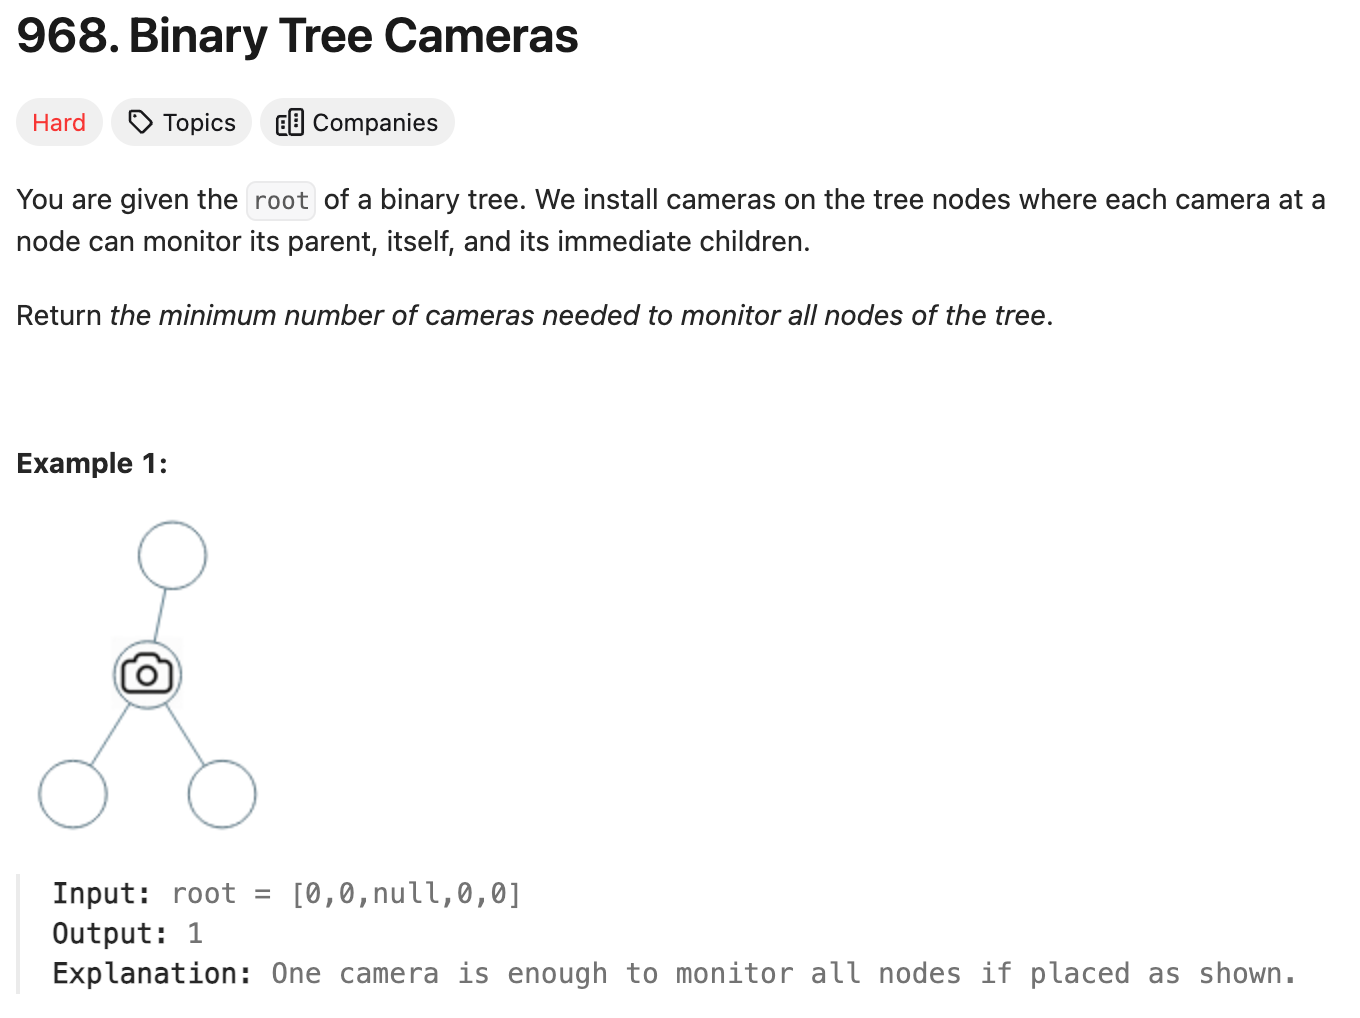 968. Binary Tree Cameras
Hard Topics Companies
You are given the root of a binary tree. We install cameras on the tree nodes where each camera at a
node can monitor its parent, itself, and its immediate children.
Return the minimum number of cameras needed to monitor all nodes of the tree.
Example 1:
Input: root = [0,0,null,0,0]
Output: 1
Explanation: One camera is enough to monitor all nodes if placed as shown.